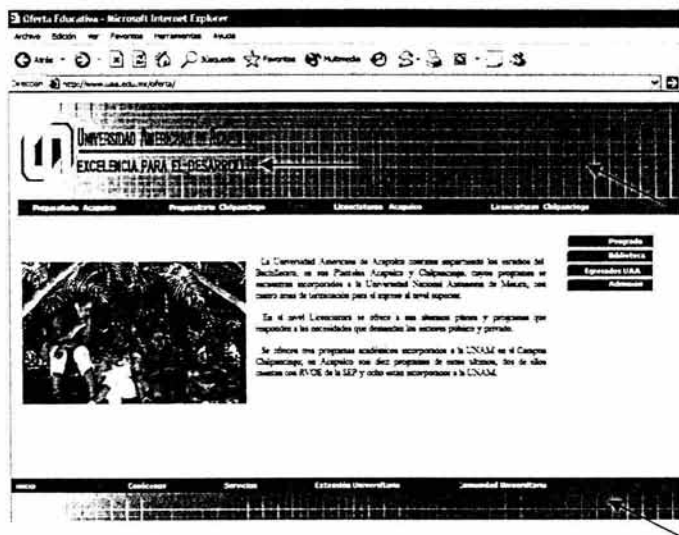 Oferta Educativa - Microsoft Internet Explorer
Archivo Edición Ver Favoritos Herramientas Ayuda
Atrás Búsqueda Favoritos Multimedia
Dirección http://www.uaa.edu.mx/oferta/
UNIVERSIDAD AMERICANA DE ACAPULCO
EXCELENCIA PARA EL DESARROLLO
Preparatoria Acapulco Preparatoria Chilpancingo Licenciaturas Acapulco Licenciaturas Chilpancingo
Posgrado
Biblioteca
Egresados UAA
Admisión
La Universidad Americana de Acapulco mantiene impartiendo los estudios del
Bachillerato, en sus Planteles Acapulco y Chilpancingo, cuyos programas se
encuentran incorporados a la Universidad Nacional Autónoma de México, con
cuatro áreas de terminación para el ingreso al nivel superior.
En el nivel Licenciatura se ofrece a sus alumnos planes y programas que
responden a las necesidades que demandan los sectores público y privado.
Se ofrecen tres programas académicos incorporados a la UNAM en el Campus
Chilpancingo; en Acapulco son diez programas de estos últimos, dos de ellos
cuentan con RVOE de la SEP y ocho están incorporados a la UNAM.
Inicio Conócenos Servicios Extensión Universitaria Comunidad Universitaria